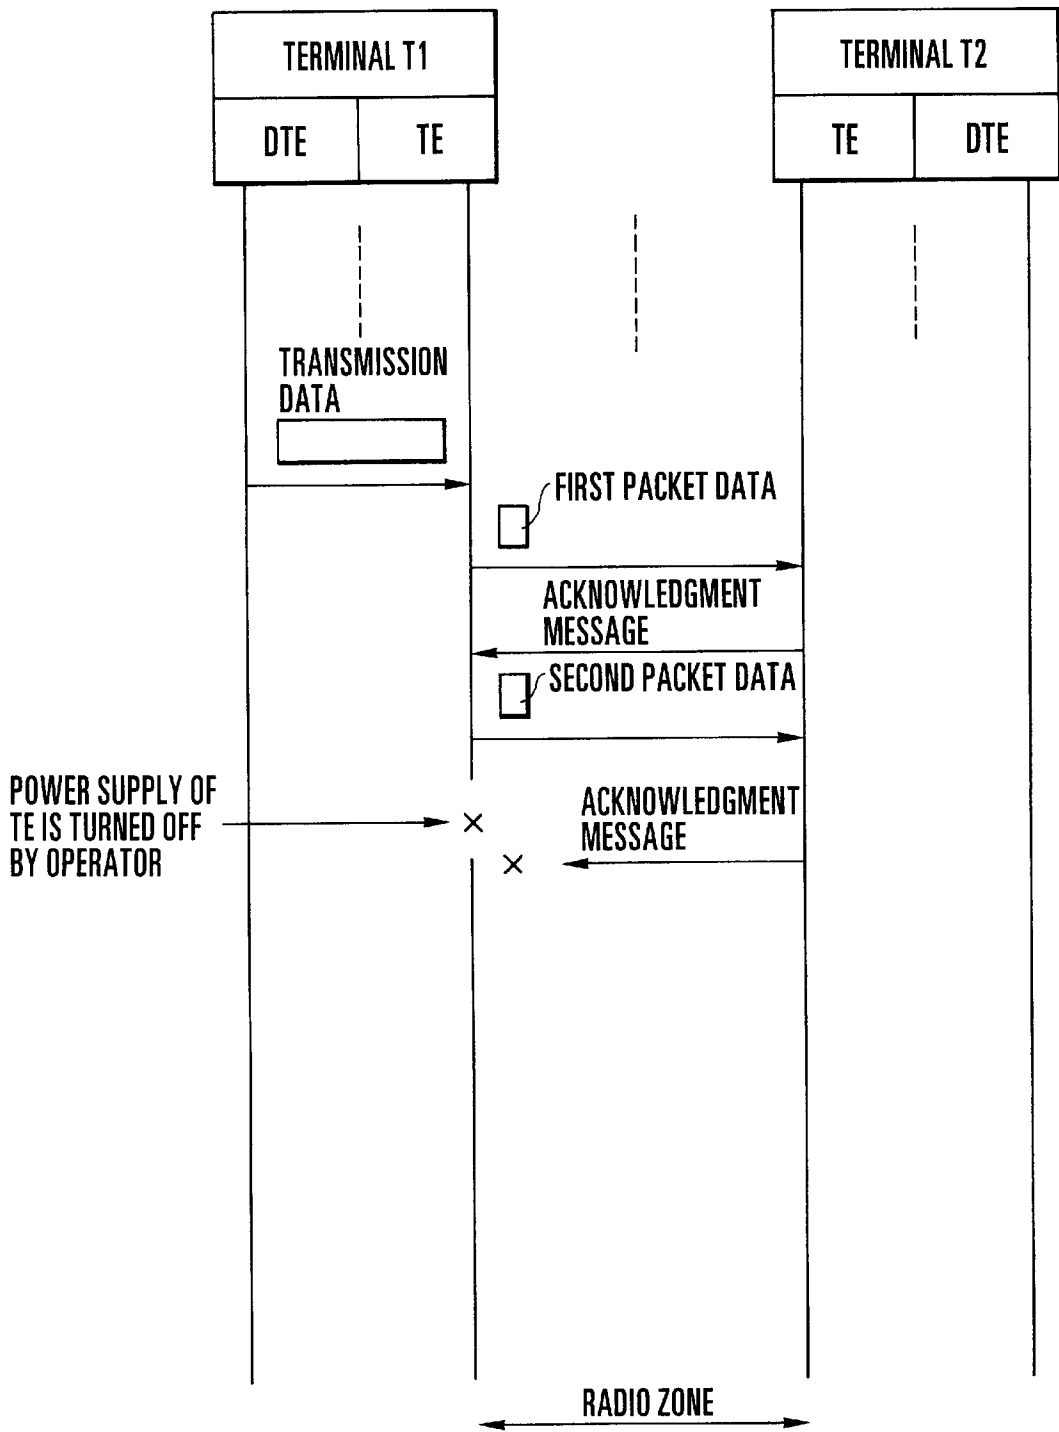 TERMINAL T1
TERMINAL T2
DTE
TE
TE
DTE
TRANSMISSION
DATA
FIRST PACKET DATA
ACKNOWLEDGMENT
MESSAGE
SECOND PACKET DATA
POWER SUPPLY OF
TE IS TURNED OFF
BY OPERATOR
ACKNOWLEDGMENT
MESSAGE
RADIO ZONE